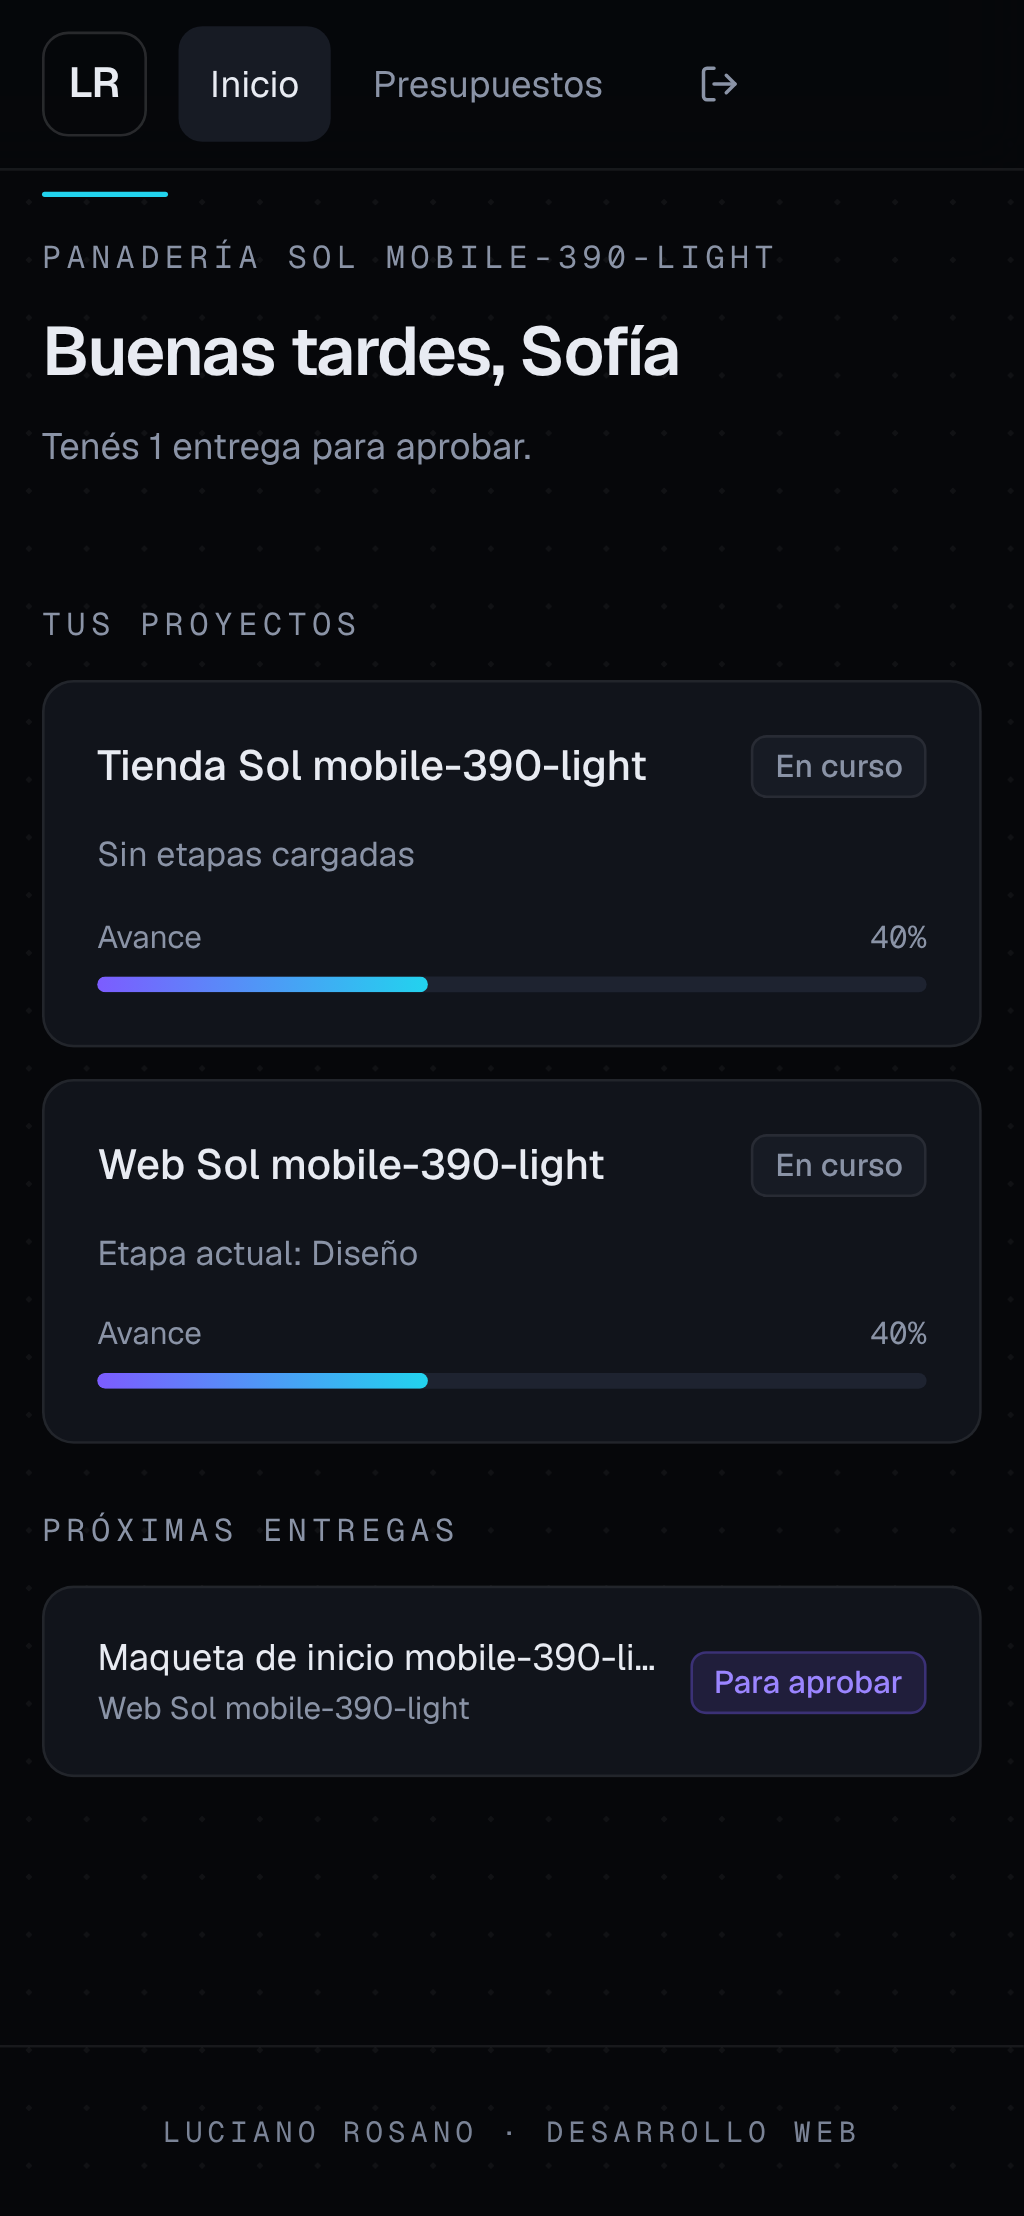 LR
Inicio
Presupuestos
PANADERÍA SOL MOBILE-390-LIGHT
Buenas tardes, Sofía
Tenés 1 entrega para aprobar.
TUS PROYECTOS
Tienda Sol mobile-390-light
En curso
Sin etapas cargadas
Avance
40%
Web Sol mobile-390-light
En curso
Etapa actual: Diseño
Avance
40%
PRÓXIMAS ENTREGAS
Maqueta de inicio mobile-390-li…
Para aprobar
Web Sol mobile-390-light
LUCIANO ROSANO · DESARROLLO WEB